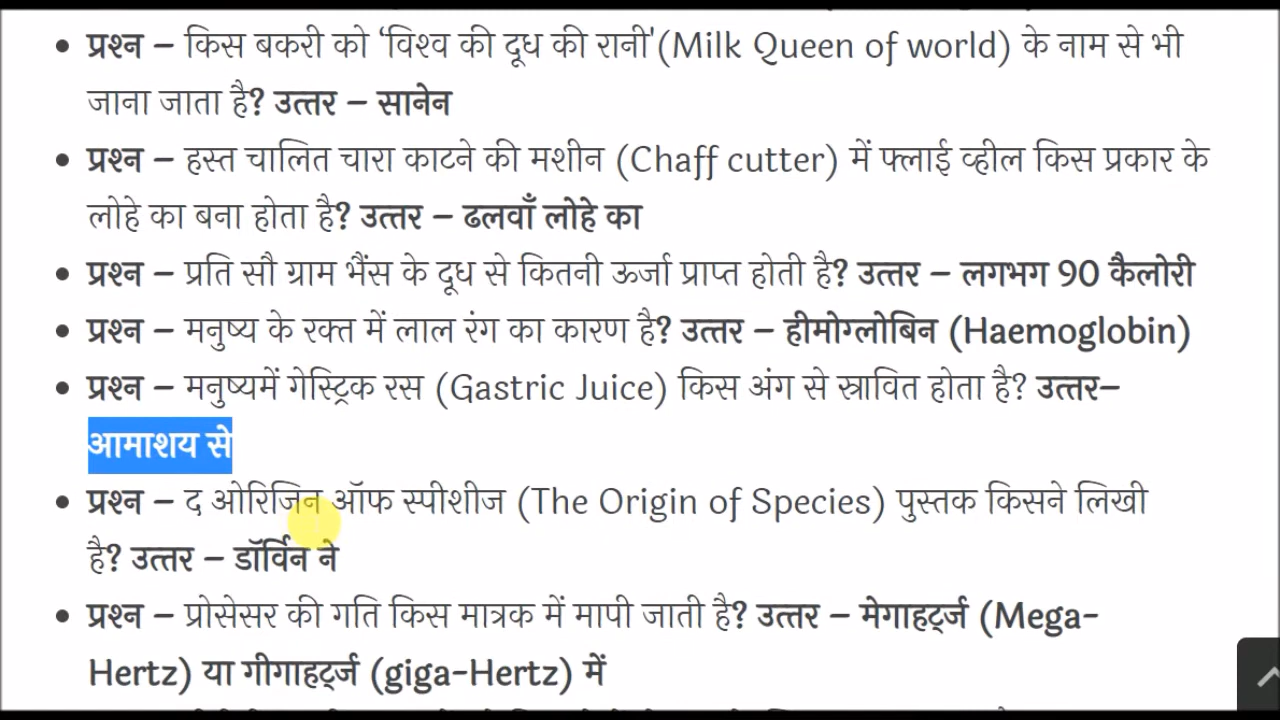 प्रश्न – किस बकरी को ‘विश्व की दूध की रानी'(Milk Queen of world) के नाम से भी
जाना जाता है? उत्तर – सानेन
प्रश्न – हस्त चालित चारा काटने की मशीन (Chaff cutter) में फ्लाई व्हील किस प्रकार के
लोहे का बना होता है? उत्तर – ढलवाँ लोहे का
प्रश्न – प्रति सौ ग्राम भैंस के दूध से कितनी ऊर्जा प्राप्त होती है? उत्तर – लगभग 90 कैलोरी
प्रश्न – मनुष्य के रक्त में लाल रंग का कारण है? उत्तर – हीमोग्लोबिन (Haemoglobin)
प्रश्न – मनुष्यमें गेस्ट्रिक रस (Gastric Juice) किस अंग से स्रावित होता है? उत्तर–
आमाशय से
प्रश्न – द ओरिजिन ऑफ स्पीशीज (The Origin of Species) पुस्तक किसने लिखी
है? उत्तर – डॉर्विन ने
प्रश्न – प्रोसेसर की गति किस मात्रक में मापी जाती है? उत्तर – मेगाहर्ट्ज (Mega-
Hertz) या गीगाहर्ट्ज (giga-Hertz) में